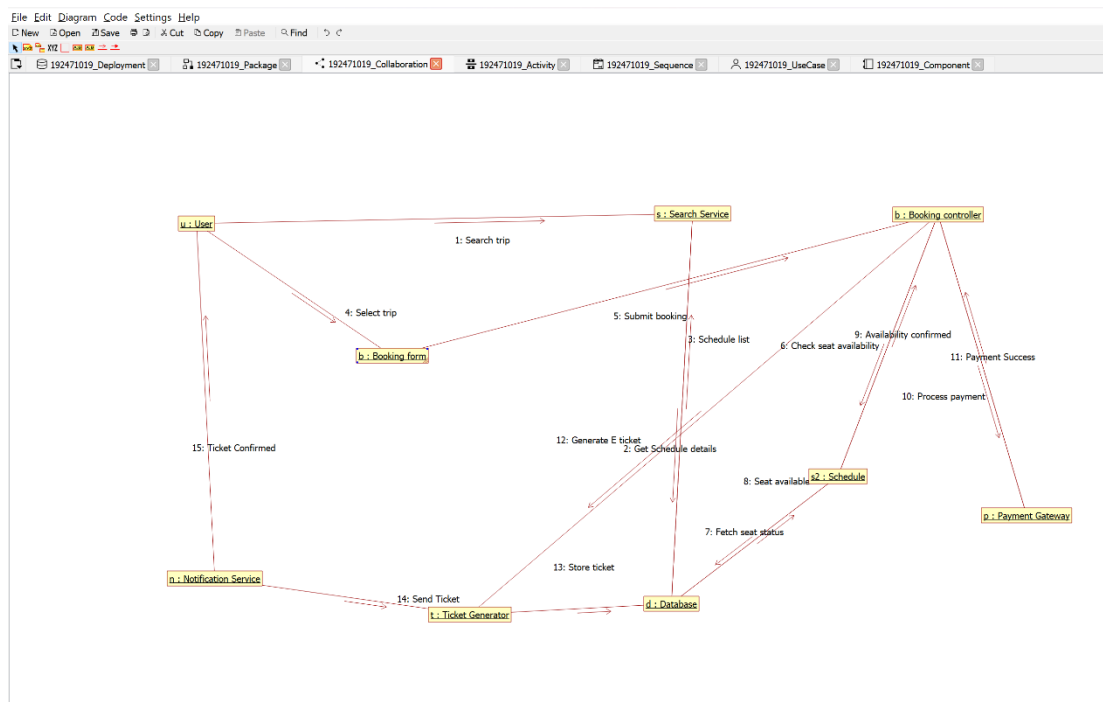 File Edit Diagram Code Settings Help
New Open Save Cut Copy Paste Find
XYZ
192471019_Deployment 192471019_Package 192471019_Collaboration 192471019_Activity 192471019_Sequence 192471019_UseCase 192471019_Component
u : User
s : Search Service
b : Booking controller
1: Search trip
4: Select trip
5: Submit booking
9: Availability confirmed
3: Schedule list
6: Check seat availability
b : Booking form
11: Payment Success
10: Process payment
12: Generate E ticket
15: Ticket Confirmed
2: Get Schedule details
s2 : Schedule
8: Seat available
p : Payment Gateway
7: Fetch seat status
13: Store ticket
n : Notification Service
14: Send Ticket
d : Database
t : Ticket Generator